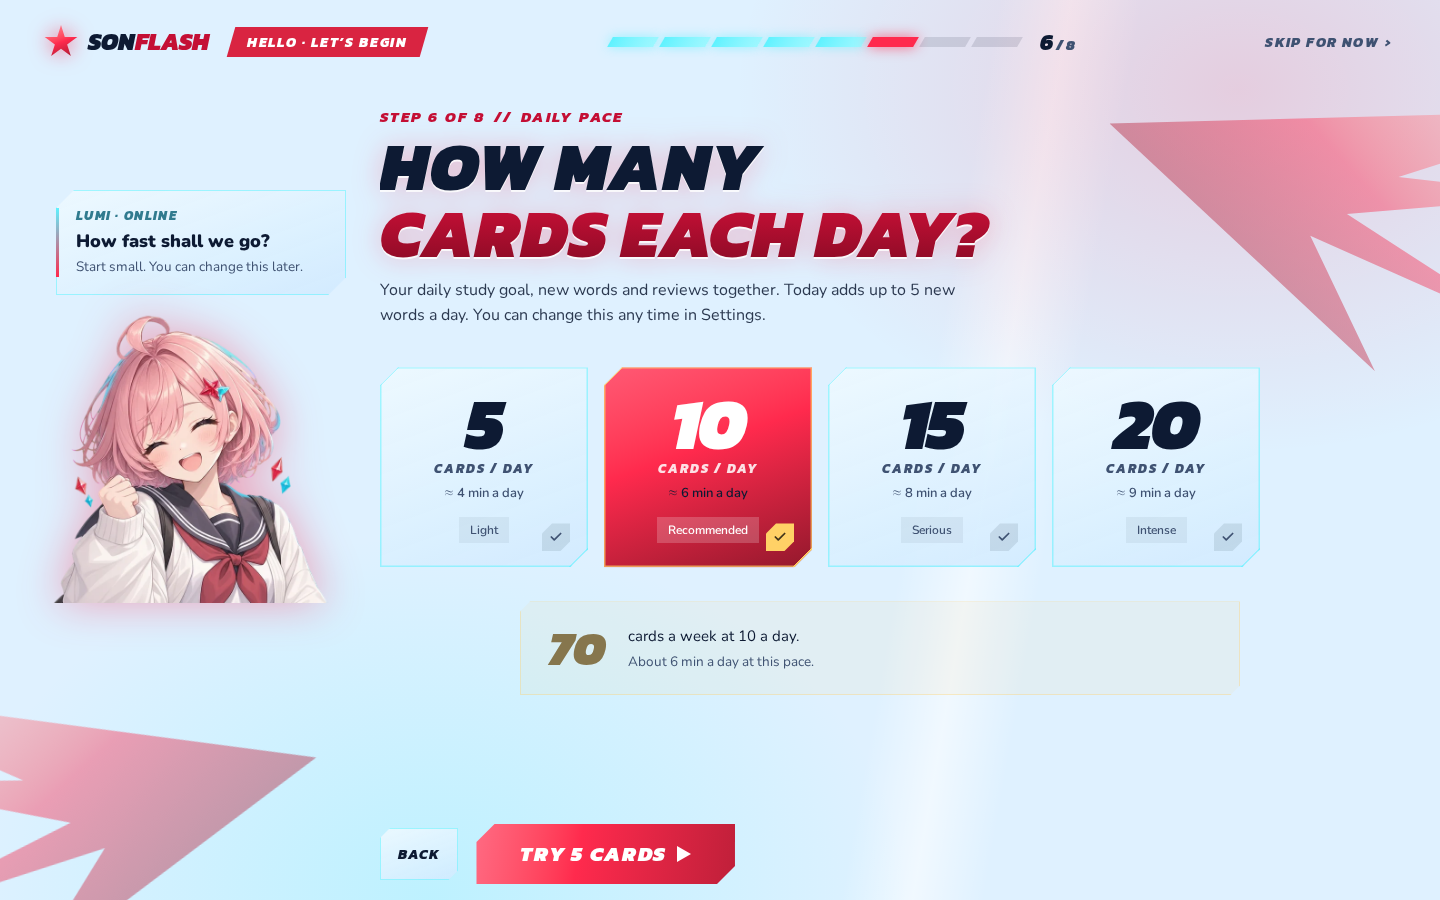 SONFLASH
HELLO · LET'S BEGIN
6 / 8
SKIP FOR NOW >
STEP 6 OF 8 // DAILY PACE
HOW MANY
CARDS EACH DAY?
Your daily study goal, new words and reviews together. Today adds up to 5 new
words a day. You can change this any time in Settings.
LUMI · ONLINE
How fast shall we go?
Start small. You can change this later.
5
CARDS / DAY
≈ 4 min a day
Light
10
CARDS / DAY
≈ 6 min a day
Recommended
15
CARDS / DAY
≈ 8 min a day
Serious
20
CARDS / DAY
≈ 9 min a day
Intense
70
cards a week at 10 a day.
About 6 min a day at this pace.
BACK
TRY 5 CARDS